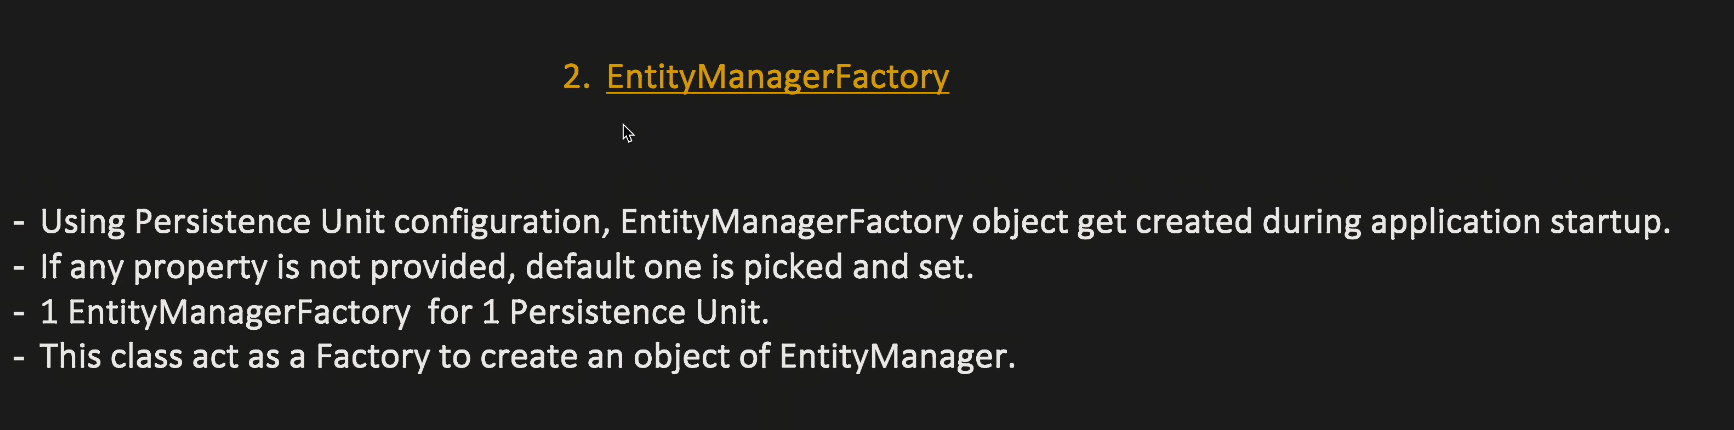 2. EntityManagerFactory
- Using Persistence Unit configuration, EntityManagerFactory object get created during application startup.
- If any property is not provided, default one is picked and set.
- 1 EntityManagerFactory for 1 Persistence Unit.
- This class act as a Factory to create an object of EntityManager.